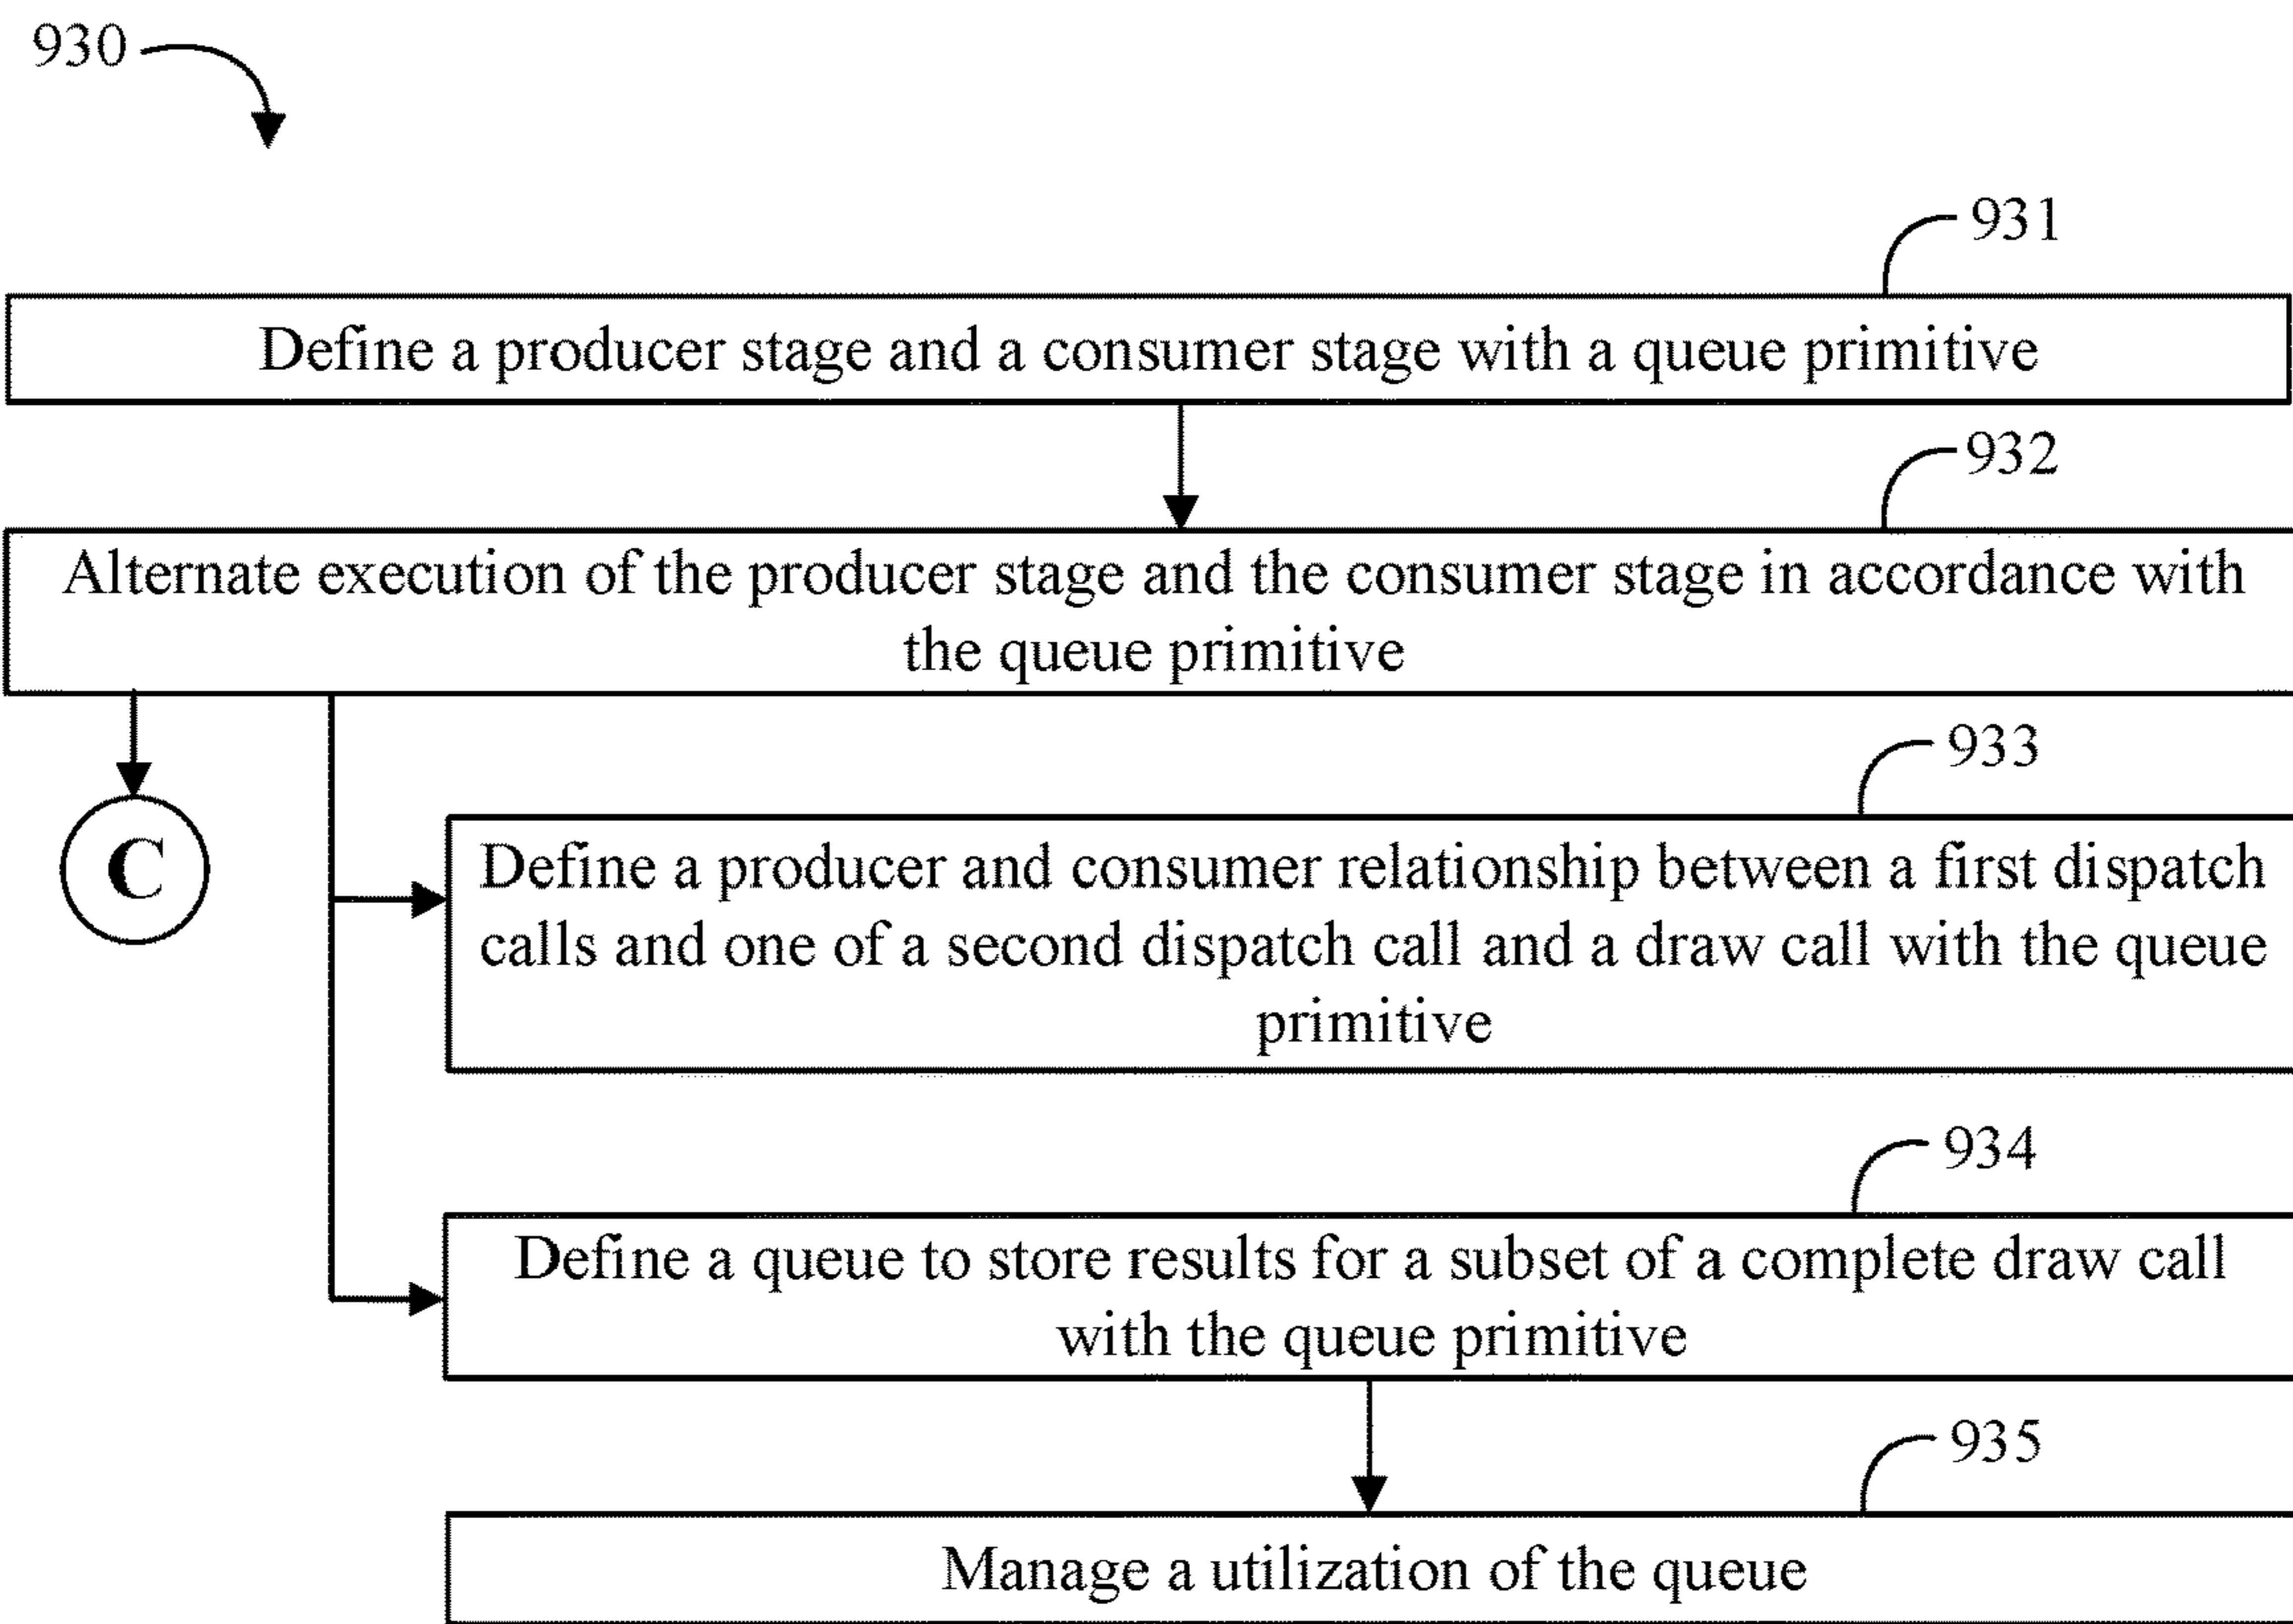 930
931
Define a producer stage and a consumer stage with a queue primitive
932
Alternate execution of the producer stage and the consumer stage in accordance with
the queue primitive
933
C
Define a producer and consumer relationship between a first dispatch
calls and one of a second dispatch call and a draw call with the queue
primitive
934
Define a queue to store results for a subset of a complete draw call
with the queue primitive
935
Manage a utilization of the queue